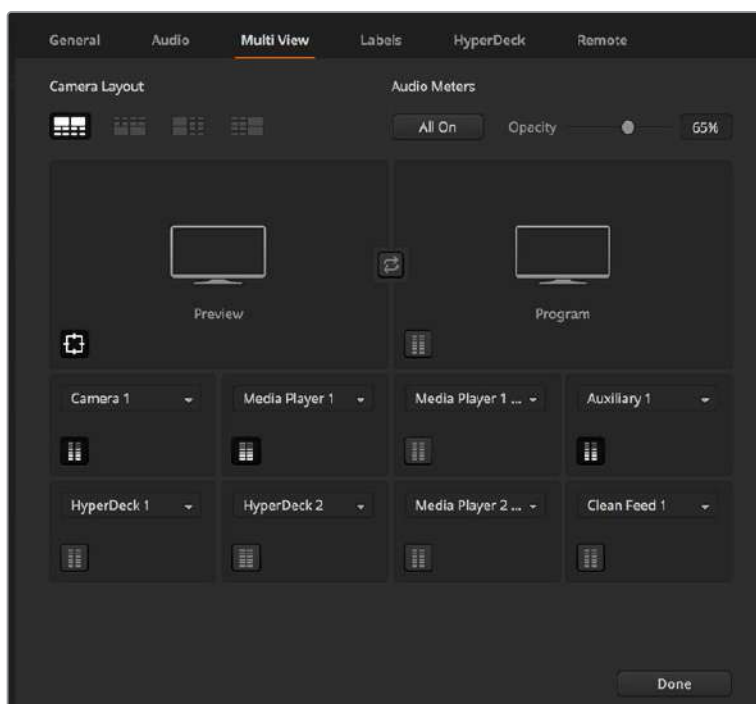 General Audio Multi View Labels HyperDeck Remote
Camera Layout Audio Meters
All On Opacity 65%
Preview Program
Camera 1 Media Player 1 Media Player 1 ... Auxiliary 1
HyperDeck 1 HyperDeck 2 Media Player 2 ... Clean Feed 1
Done